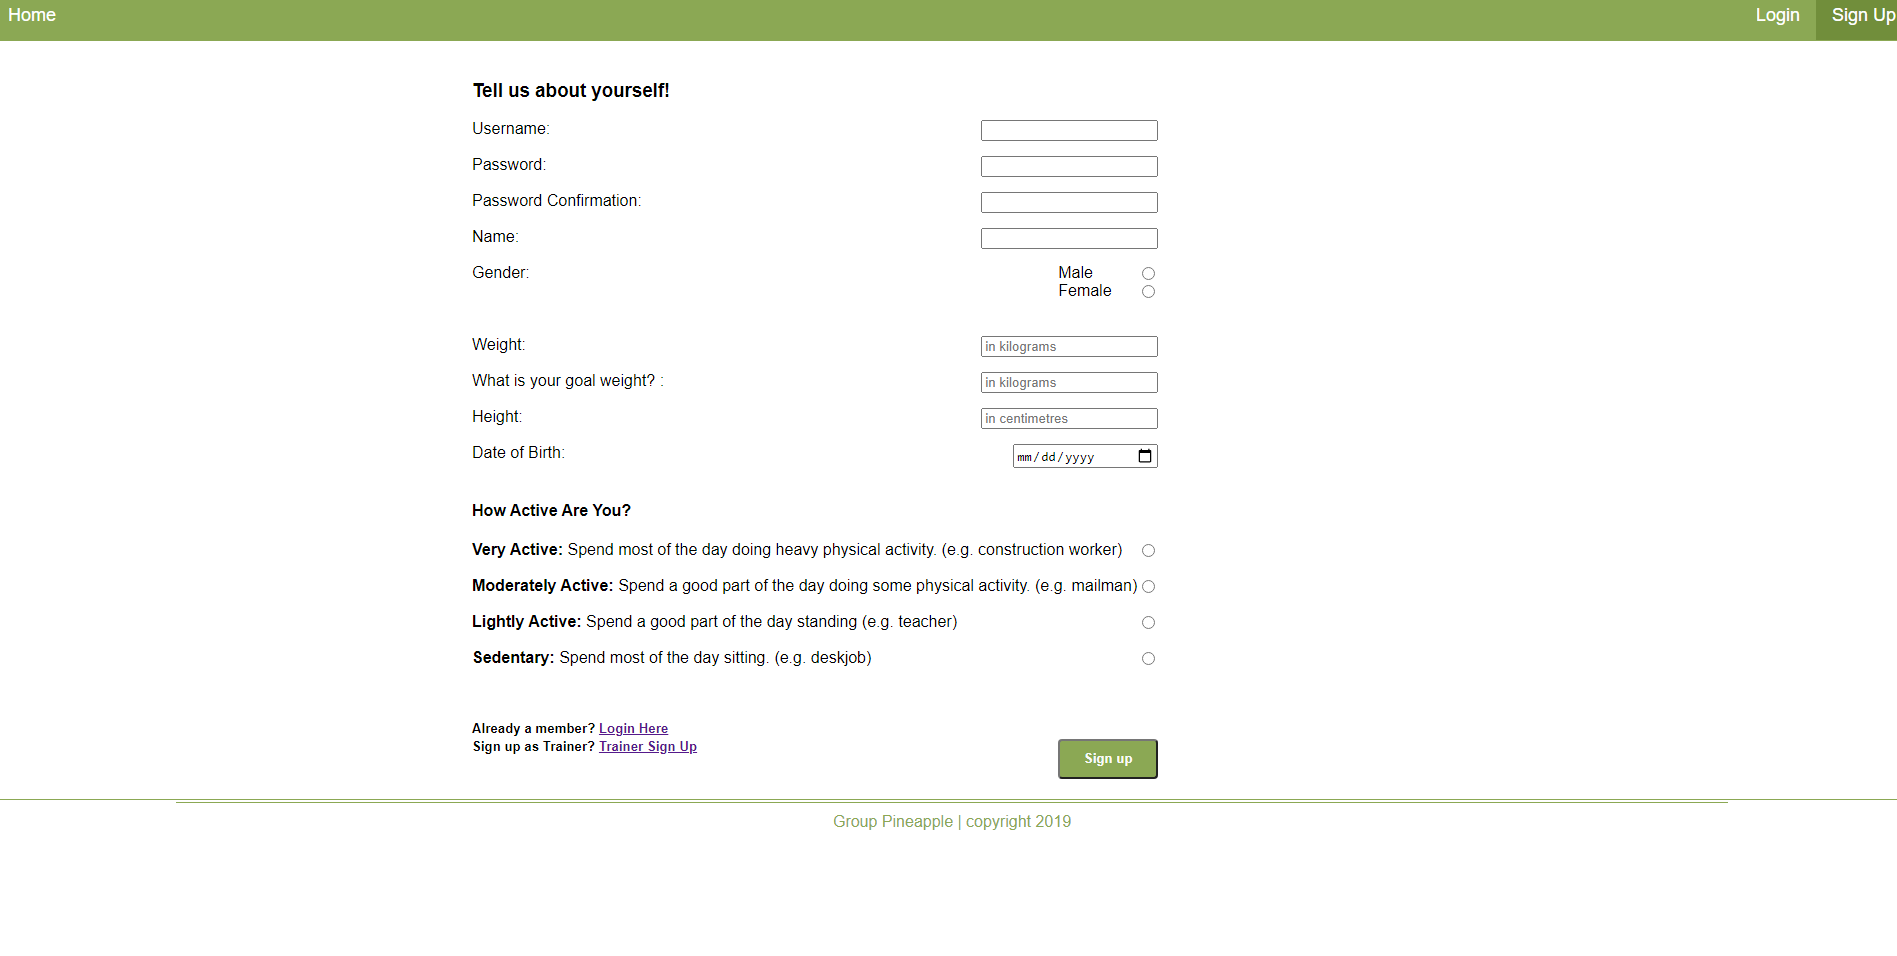 Home Login Sign Up
Tell us about yourself!
Username:
Password:
Password Confirmation:
Name:
Gender: Male
Female
Weight: in kilograms
What is your goal weight? : in kilograms
Height: in centimetres
Date of Birth: mm/dd/yyyy
How Active Are You?
Very Active: Spend most of the day doing heavy physical activity. (e.g. construction worker)
Moderately Active: Spend a good part of the day doing some physical activity. (e.g. mailman)
Lightly Active: Spend a good part of the day standing (e.g. teacher)
Sedentary: Spend most of the day sitting. (e.g. deskjob)
Already a member? Login Here
Sign up as Trainer? Trainer Sign Up
Sign up
Group Pineapple | copyright 2019